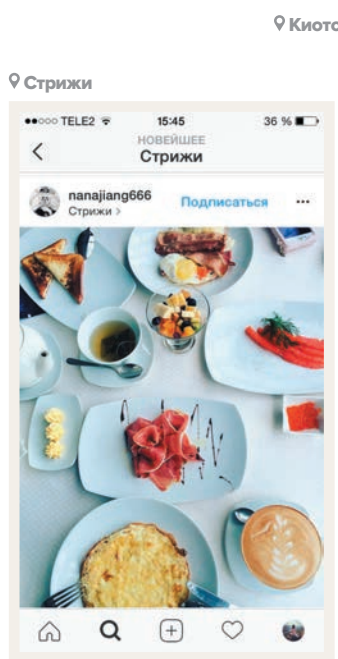 Киото
Стрижи
TELE2 15:45 36 %
НОВЕЙШЕЕ
Стрижи
nanajiang666
Стрижи >
Подписаться